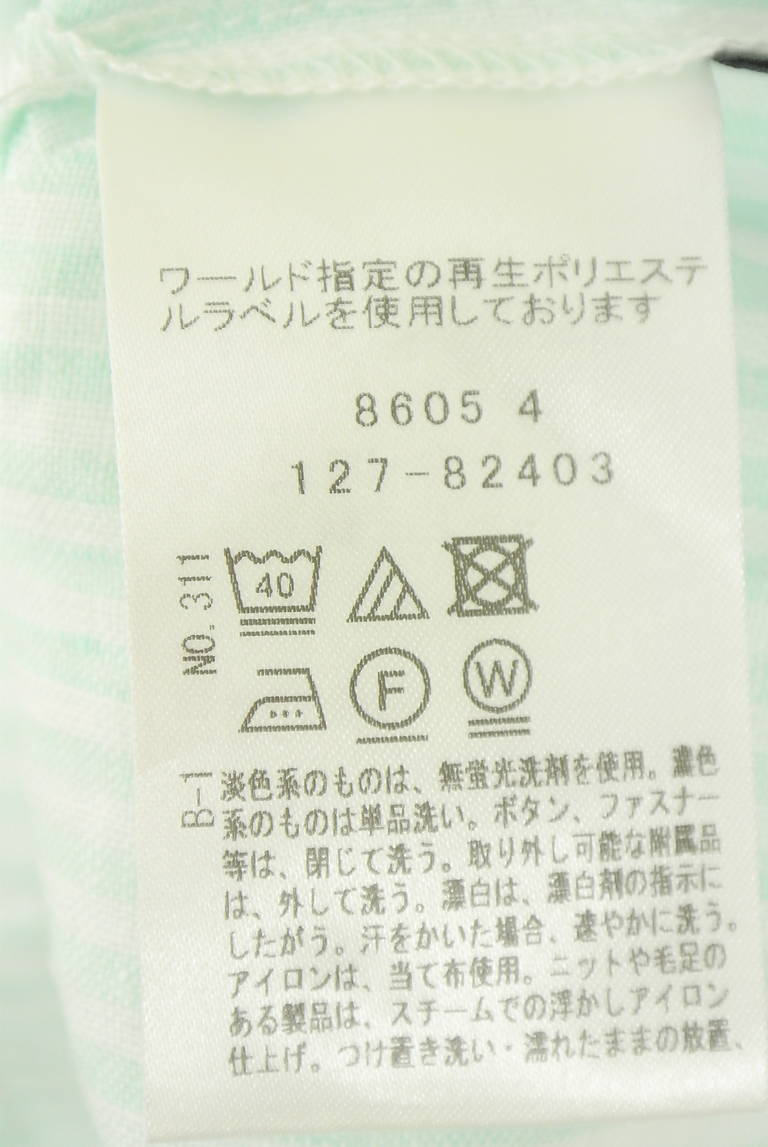 ワールド指定の再生ポリエステ
ルラベルを使用しております
8605 4
127-82403
NO.311
40
F
W
B-1
淡色系のものは、無蛍光洗剤を使用。濃色
系のものは単品洗い。ボタン、ファスナー
等は、閉じて洗う。取り外し可能な附属品
は、外して洗う。漂白は、漂白剤の指示に
したがう。汗をかいた場合、速やかに洗う。
アイロンは、当て布使用。ニットや毛足の
ある製品は、スチームでの浮かしアイロン
仕上げ。つけ置き洗い・濡れたままの放置、